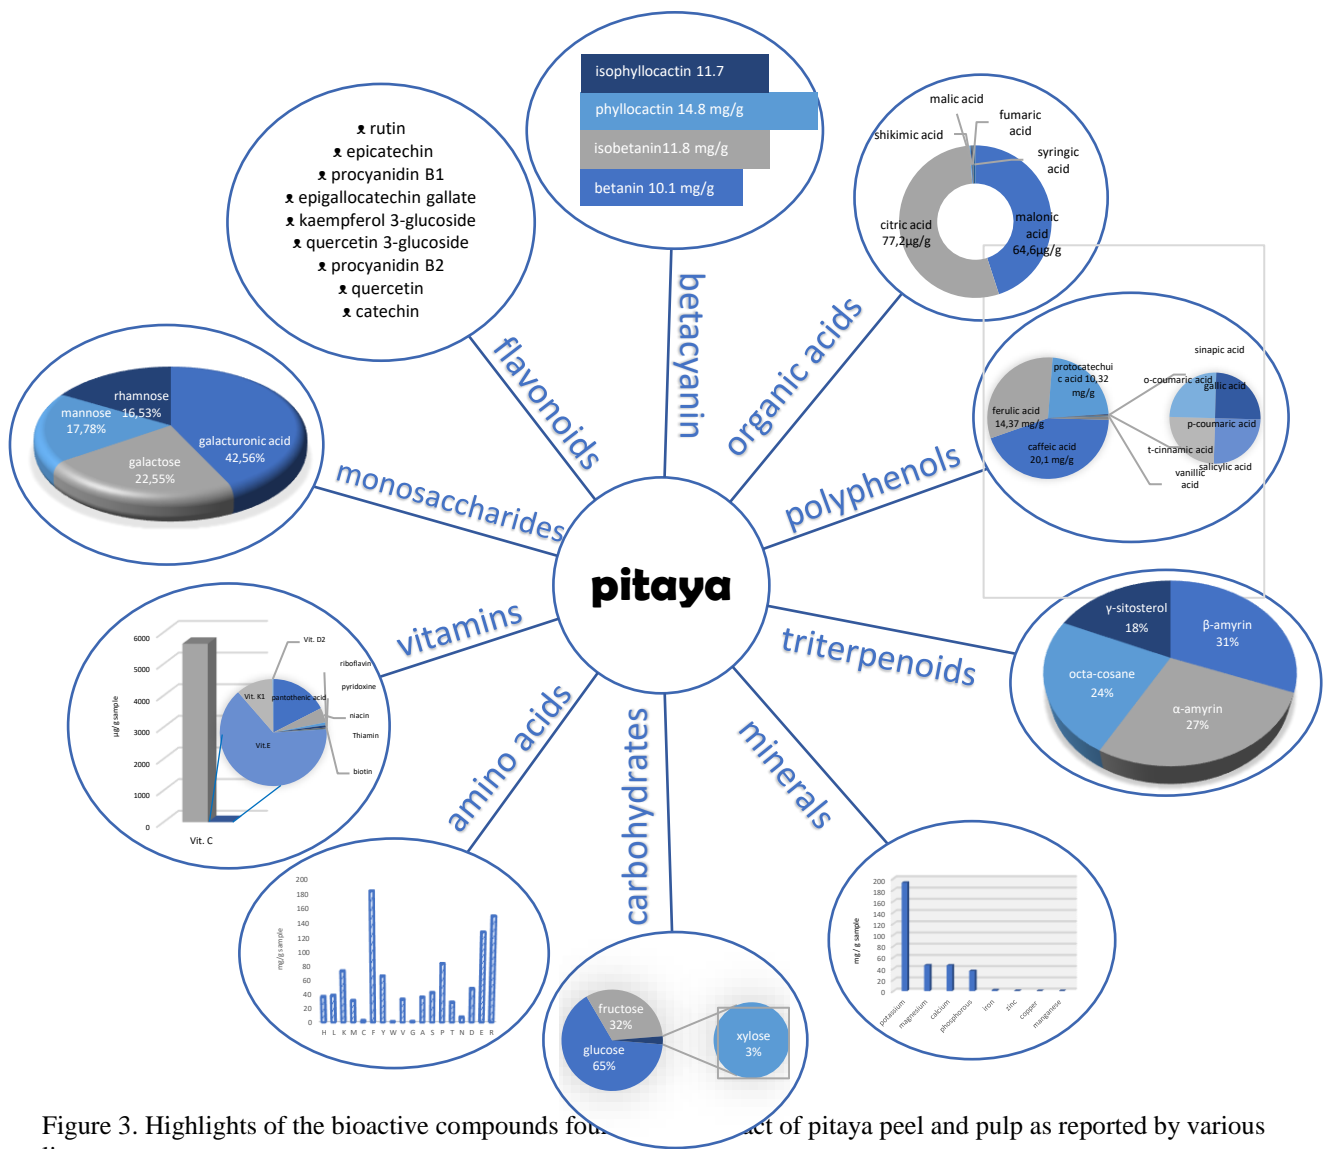 isophyllocactin 11.7
phyllocactin 14.8 mg/g
isobetanin11.8 mg/g
betanin 10.1 mg/g
betacyanin
rutin
epicatechin
procyanidin B1
epigallocatechin gallate
kaempferol 3-glucoside
quercetin 3-glucoside
procyanidin B2
quercetin
catechin
flavonoids
malic acid
fumaric
acid
shikimic acid
syringic
acid
citric acid
77,2µg/g
malonic
acid
64,6µg/g
organic acids
sinapic acid
protocatechui
c acid 10,32
mg/g
o-coumaric acid
gallic acid
ferulic acid
14,37 mg/g
p-coumaric acid
caffeic acid
20,1 mg/g
t-cinnamic acid
salicylic acid
vanillic
acid
polyphenols
rhamnose
16,53%
mannose
17,78%
galacturonic acid
42,56%
galactose
22,55%
monosaccharides
pitaya
γ-sitosterol
18%
β-amyrin
31%
octa-cosane
24%
α-amyrin
27%
triterpenoids
vitamins
6000
5000
4000
3000
2000
1000
0
µg/g sample
Vit. C
Vit. D2
riboflavin
pyridoxine
Vit. K1
pantothenic acid
niacin
Thiamin
Vit.E
biotin
amino acids
200
180
160
140
120
100
80
60
40
20
0
mg/g sample
H L K M C F Y W V G A S P T N D E R
carbohydrates
fructose
32%
glucose
65%
xylose
3%
minerals
200
180
160
140
120
100
80
60
40
20
0
mg / g sample
potassium
magnesium
calcium
phosphorous
iron
zinc
copper
manganese
Figure 3. Highlights of the bioactive compounds of pitaya peel and pulp as reported by various